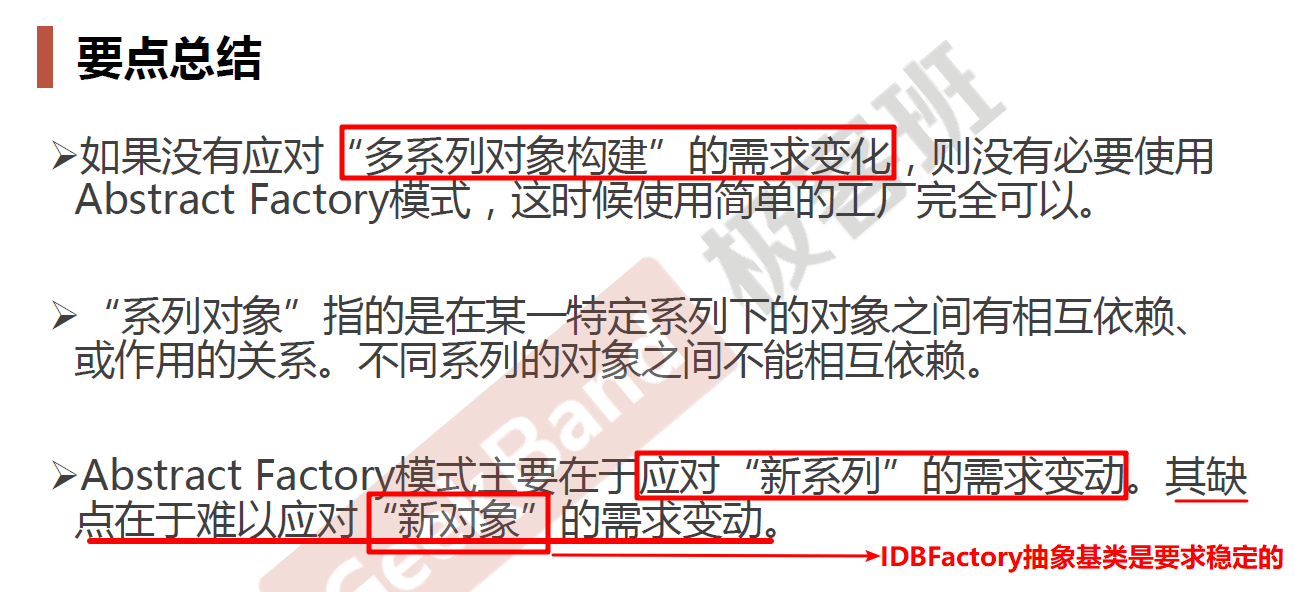 要点总结
➢如果没有应对“多系列对象构建”的需求变化，则没有必要使用
Abstract Factory模式，这时候使用简单的工厂完全可以。
➢“系列对象”指的是在某一特定系列下的对象之间有相互依赖、
或作用的关系。不同系列的对象之间不能相互依赖。
➢Abstract Factory模式主要在于应对“新系列”的需求变动。其缺
点在于难以应对“新对象”的需求变动。
IDBFactory抽象基类是要求稳定的
GeekBand
极客班